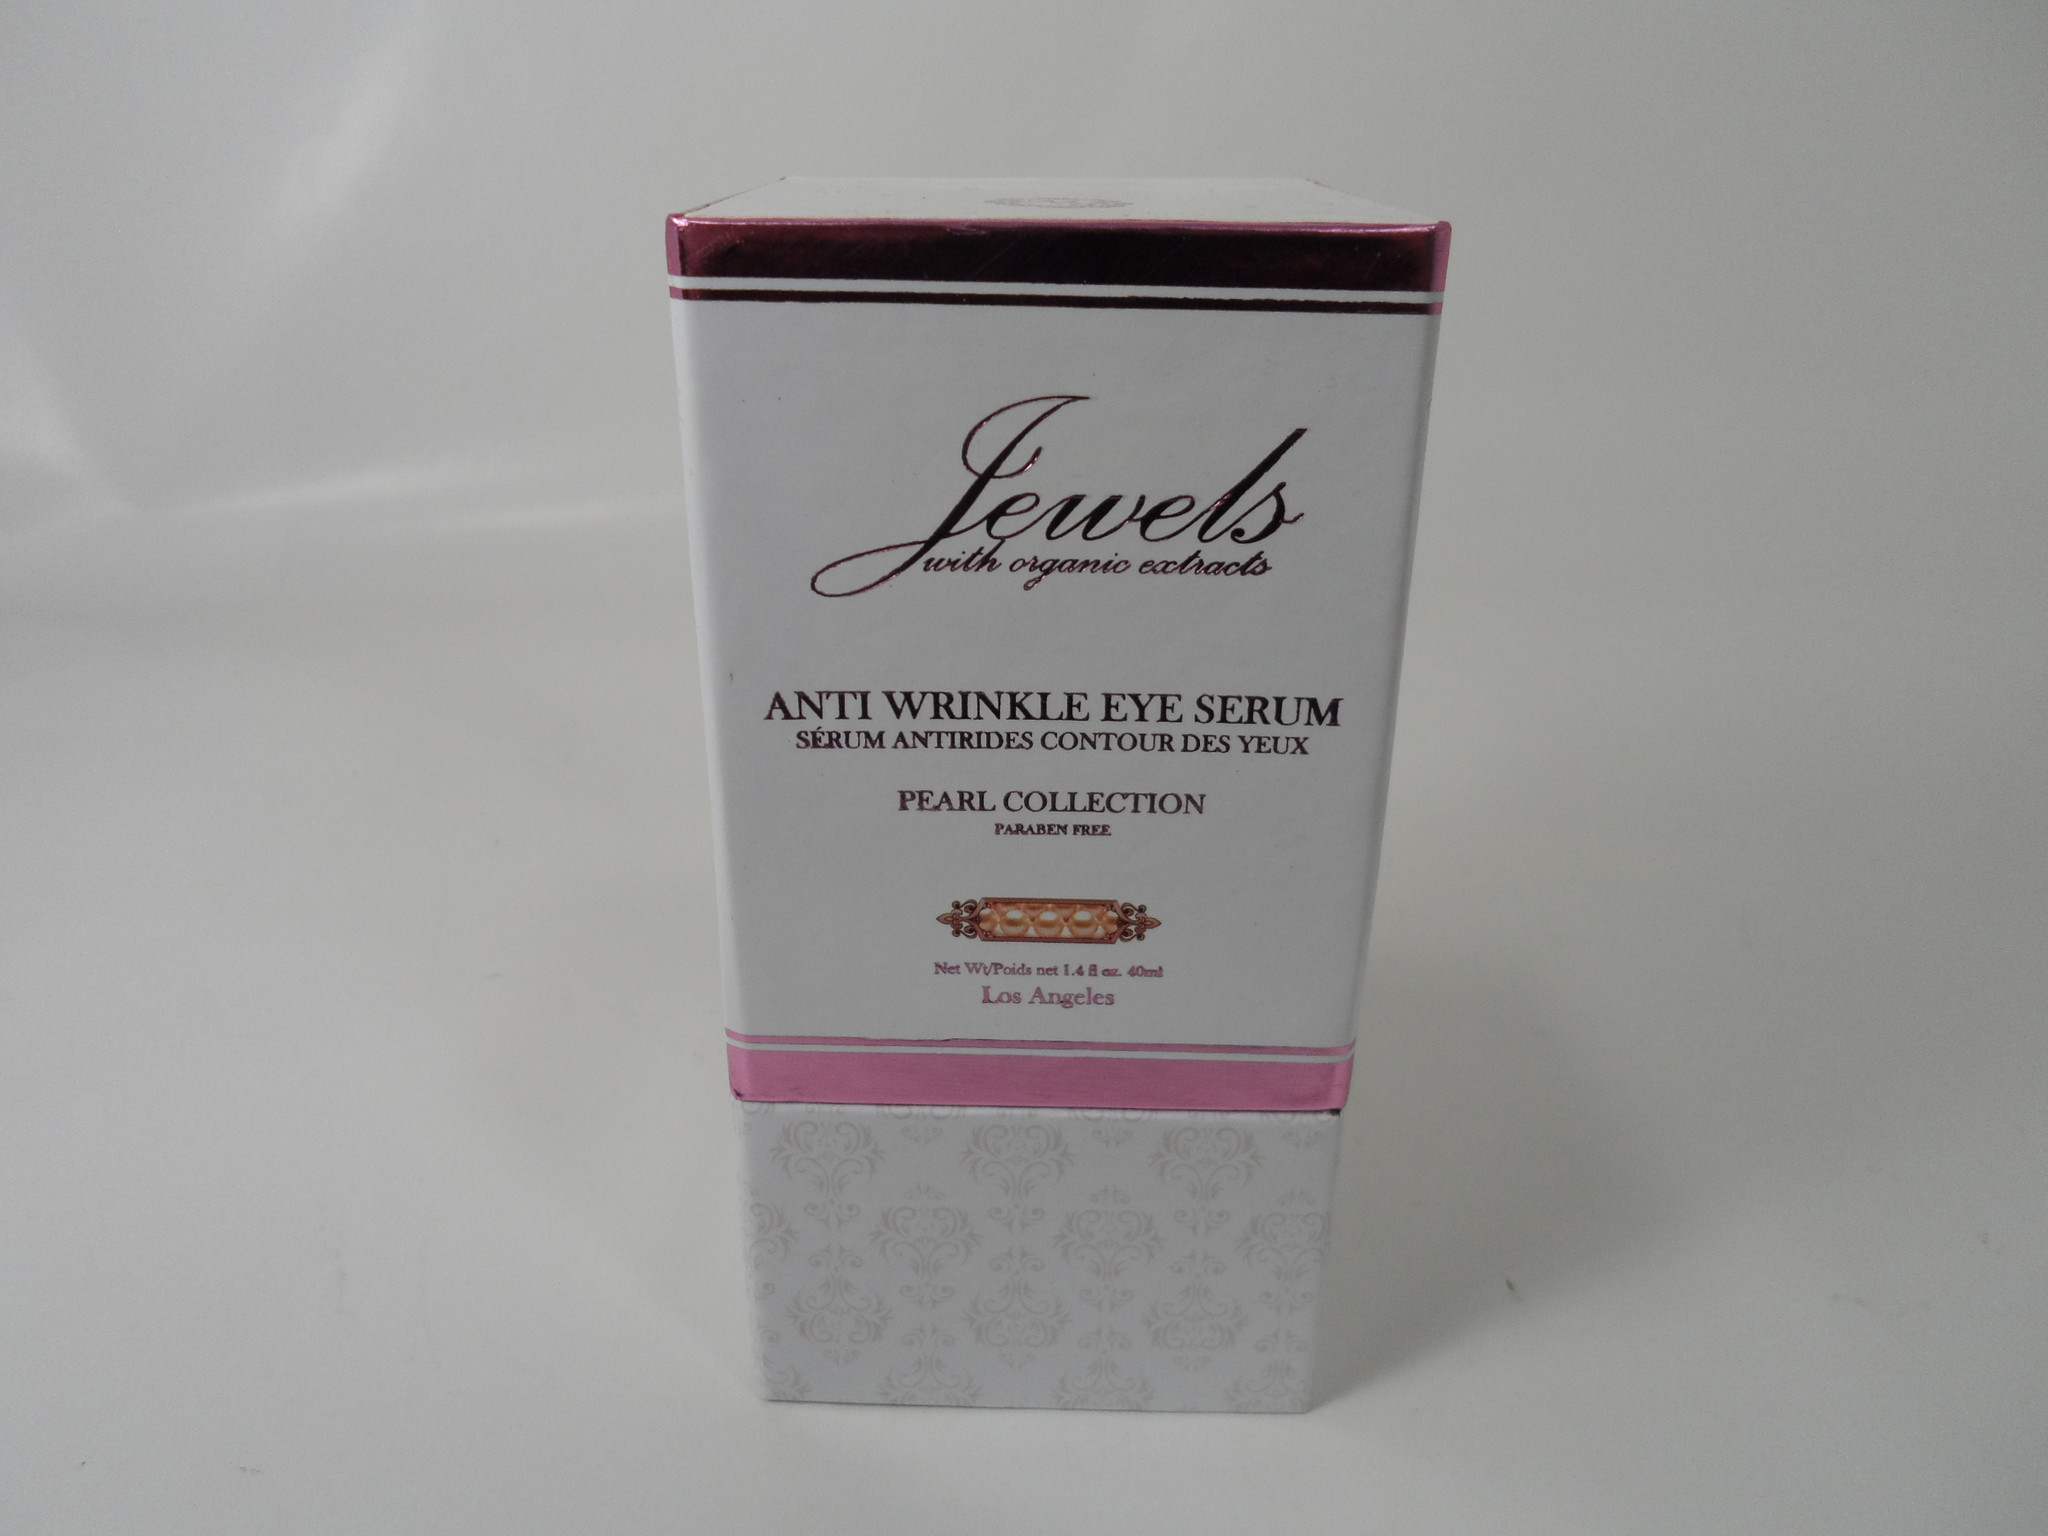 Jewels
with organic extracts
ANTI WRINKLE EYE SERUM
SÉRUM ANTIRIDES CONTOUR DES YEUX
PEARL COLLECTION
PARABEN FREE
Net Wt/Poids net 1.4 fl oz. 40ml
Los Angeles